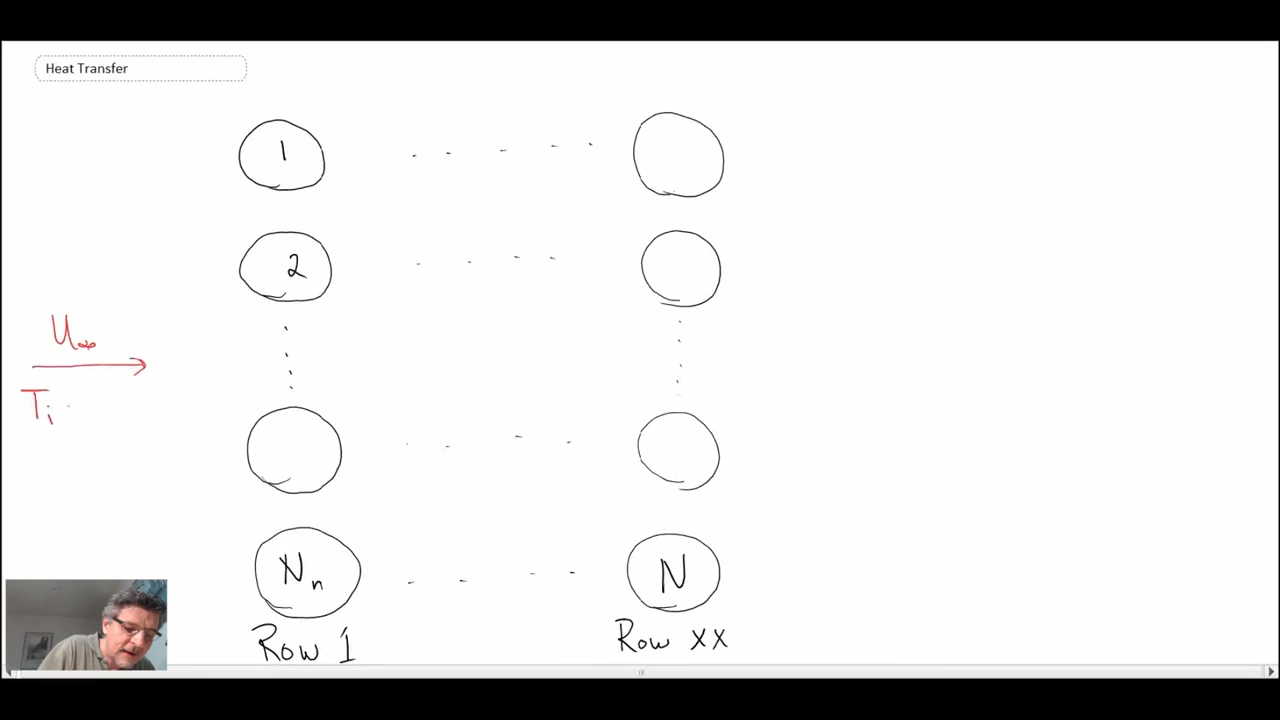 Heat Transfer
1
2
U∞
Ti
Nn
N
Row 1
Row xx